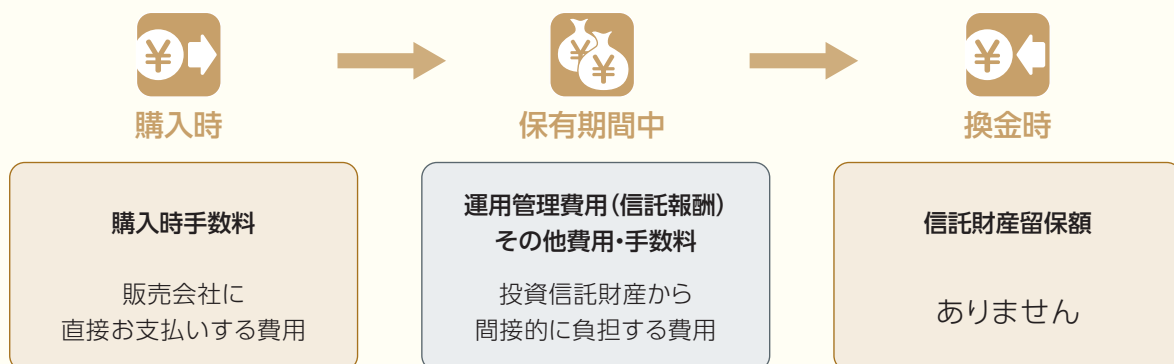 ¥
¥
¥
¥
購入時
保有期間中
換金時
購入時手数料
販売会社に
直接お支払いする費用
運用管理費用(信託報酬)
その他費用・手数料
投資信託財産から
間接的に負担する費用
信託財産留保額
ありません